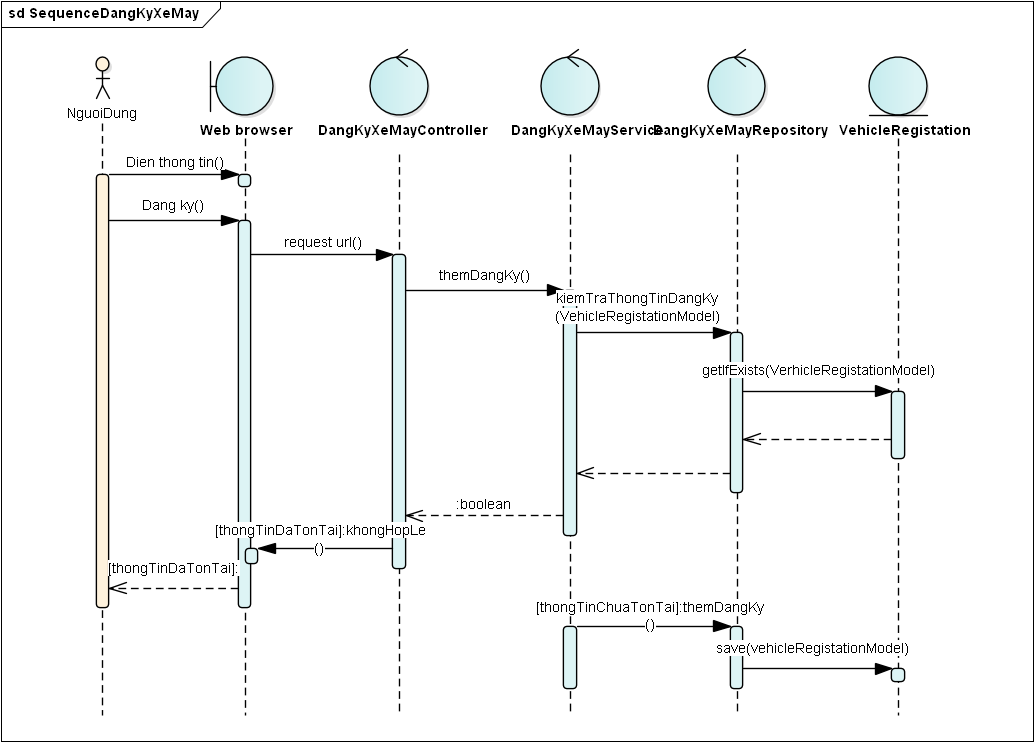 sd SequenceDangKyXeMay
NguoiDung
Web browser
DangKyXeMayController
DangKyXeMayService
DangKyXeMayRepository
VehicleRegistation
Dien thong tin()
Dang ky()
request url()
themDangKy()
kiemTraThongTinDangKy
(VehicleRegistationModel)
getIfExists(VerhicleRegistationModel)
:boolean
[thongTinDaTonTai]:khongHopLe
()
[thongTinDaTonTai]:
[thongTinChuaTonTai]:themDangKy
()
save(vehicleRegistationModel)